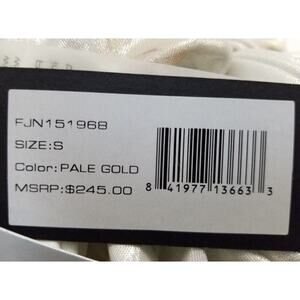 FJN151968
SIZE:S
Color:PALE GOLD
MSRP:$245.00
8 41977 13663 3